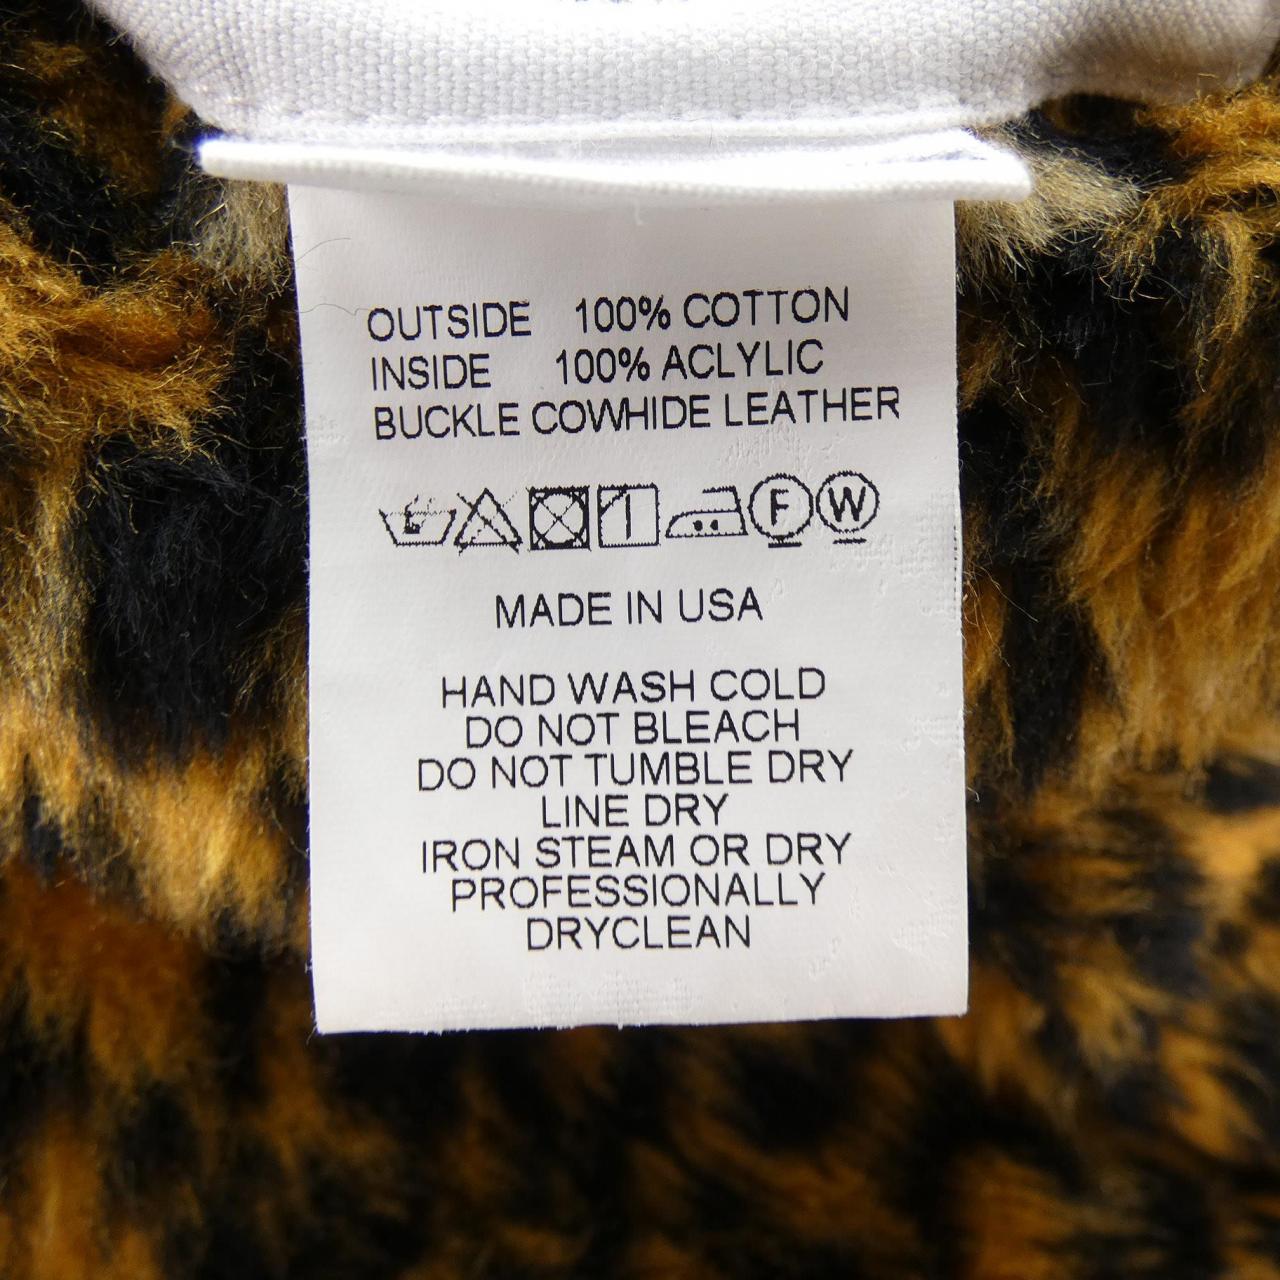 OUTSIDE 100% COTTON
INSIDE 100% ACLYLIC
BUCKLE COWHIDE LEATHER
F W
MADE IN USA
HAND WASH COLD
DO NOT BLEACH
DO NOT TUMBLE DRY
LINE DRY
IRON STEAM OR DRY
PROFESSIONALLY
DRYCLEAN